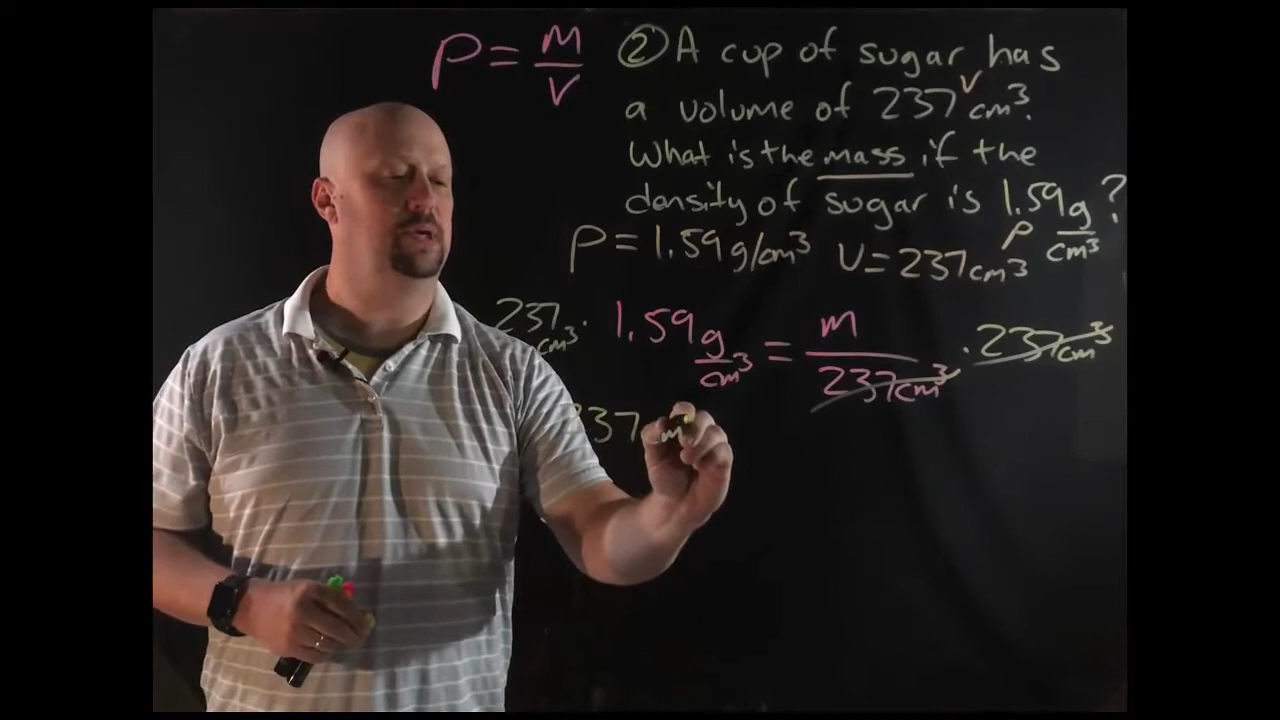 ρ = m/V
② A cup of sugar has
a volume of 237 cm³.
V
What is the mass if the
density of sugar is 1.59 g/cm³?
ρ
ρ = 1.59 g/cm³ V = 237 cm³
237 cm³ · 1.59 g/cm³ = m/237 cm³ · 237 cm³
237 cm